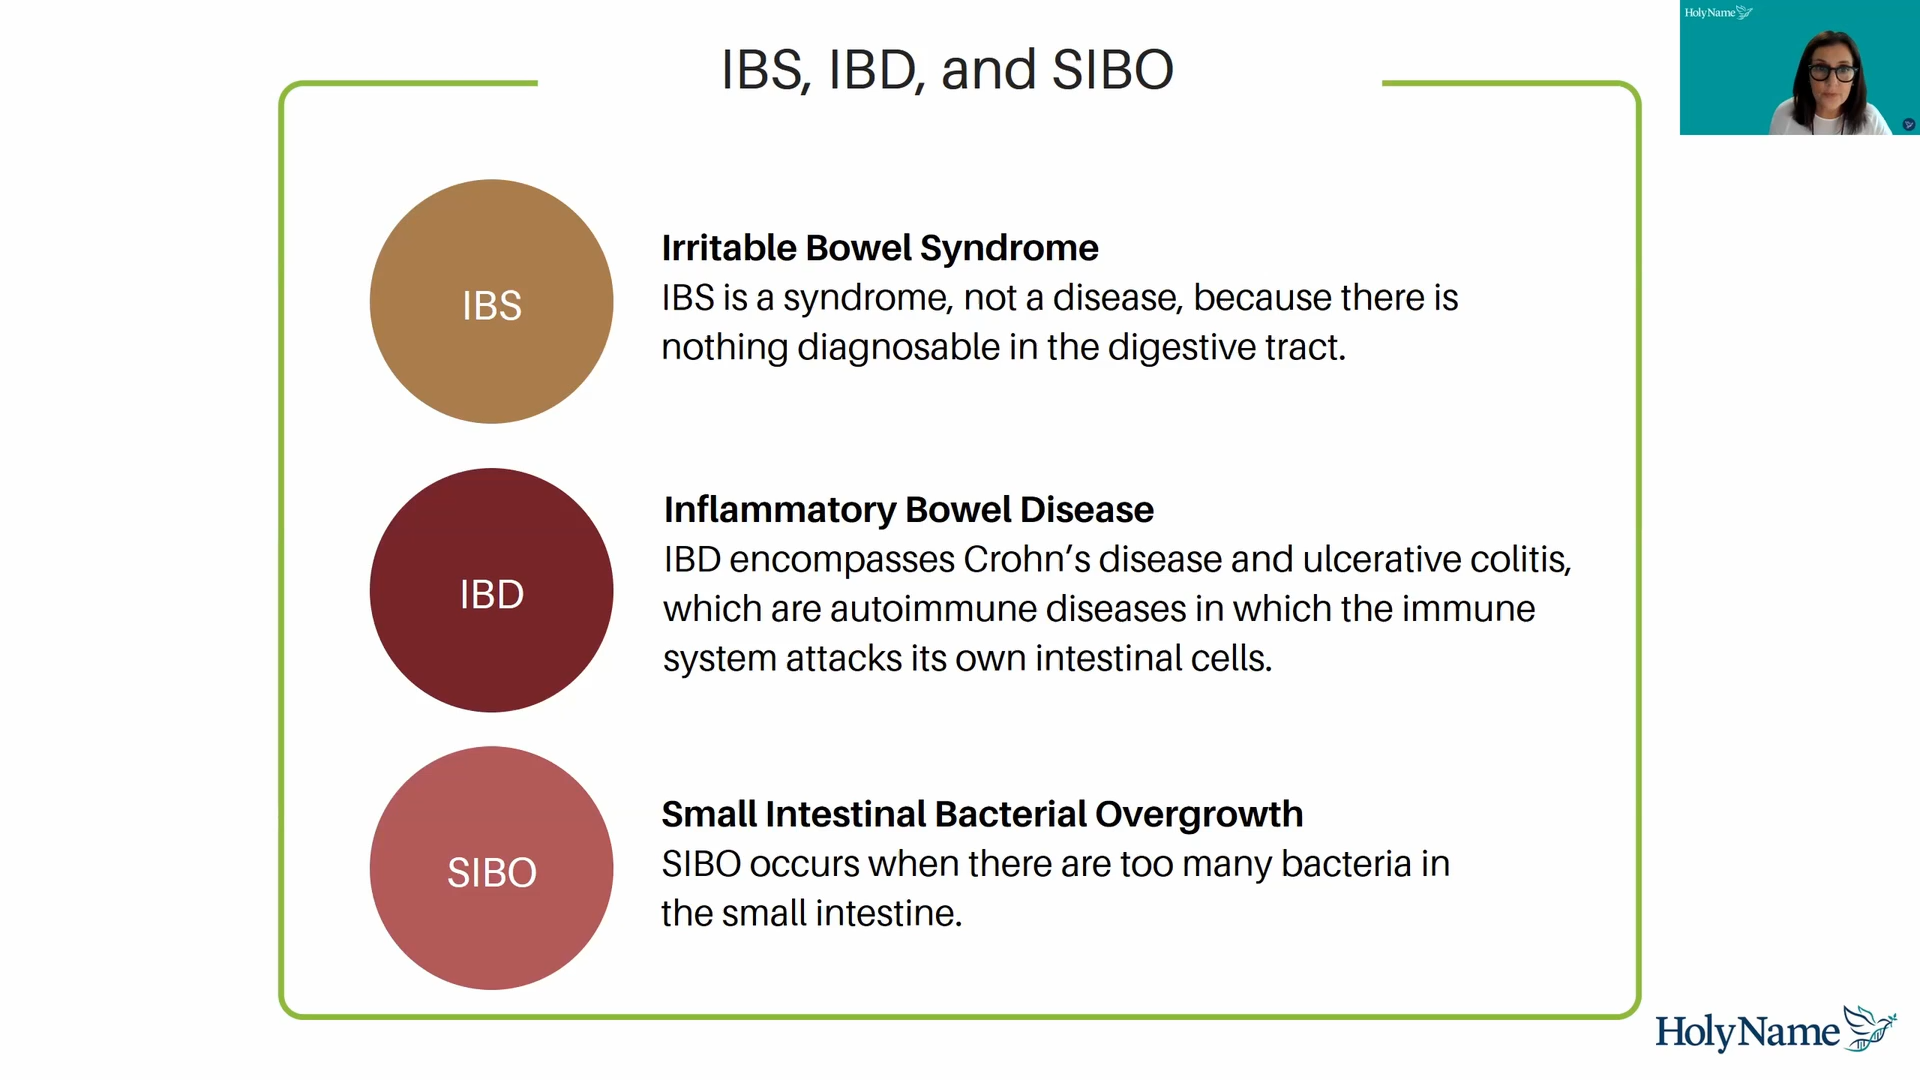 IBS, IBD, and SIBO
HolyName
IBS
Irritable Bowel Syndrome
IBS is a syndrome, not a disease, because there is
nothing diagnosable in the digestive tract.
IBD
Inflammatory Bowel Disease
IBD encompasses Crohn’s disease and ulcerative colitis,
which are autoimmune diseases in which the immune
system attacks its own intestinal cells.
SIBO
Small Intestinal Bacterial Overgrowth
SIBO occurs when there are too many bacteria in
the small intestine.
HolyName